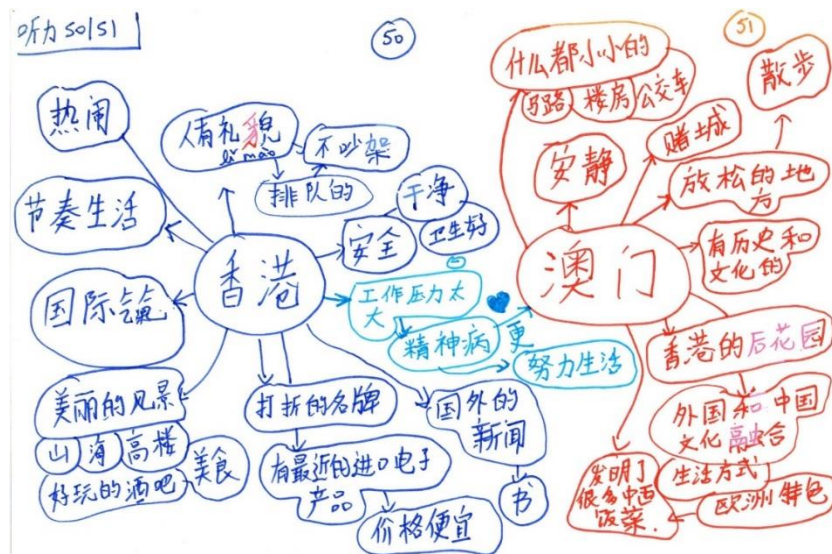 听力 50/51
50
51
热闹
节奏生活
国际气氛
美丽的风景
山 海 高楼
好玩的酒吧
美食
人有礼貌
lǐ mào
不吵架
排队的
干净
安全
卫生好
香港
工作压力太
大
精神病
更
努力生活
打折的名牌
有最近的进口电子
产品
价格便宜
国外的
新闻
书
什么都小小的
马路 楼房 公交车
散步
赌城
安静
放松的地
方
有历史和
文化的
澳门
香港的后花园
外国和中国
文化融合
生活方式
欧洲特色
发明了
很多中西
饭菜.